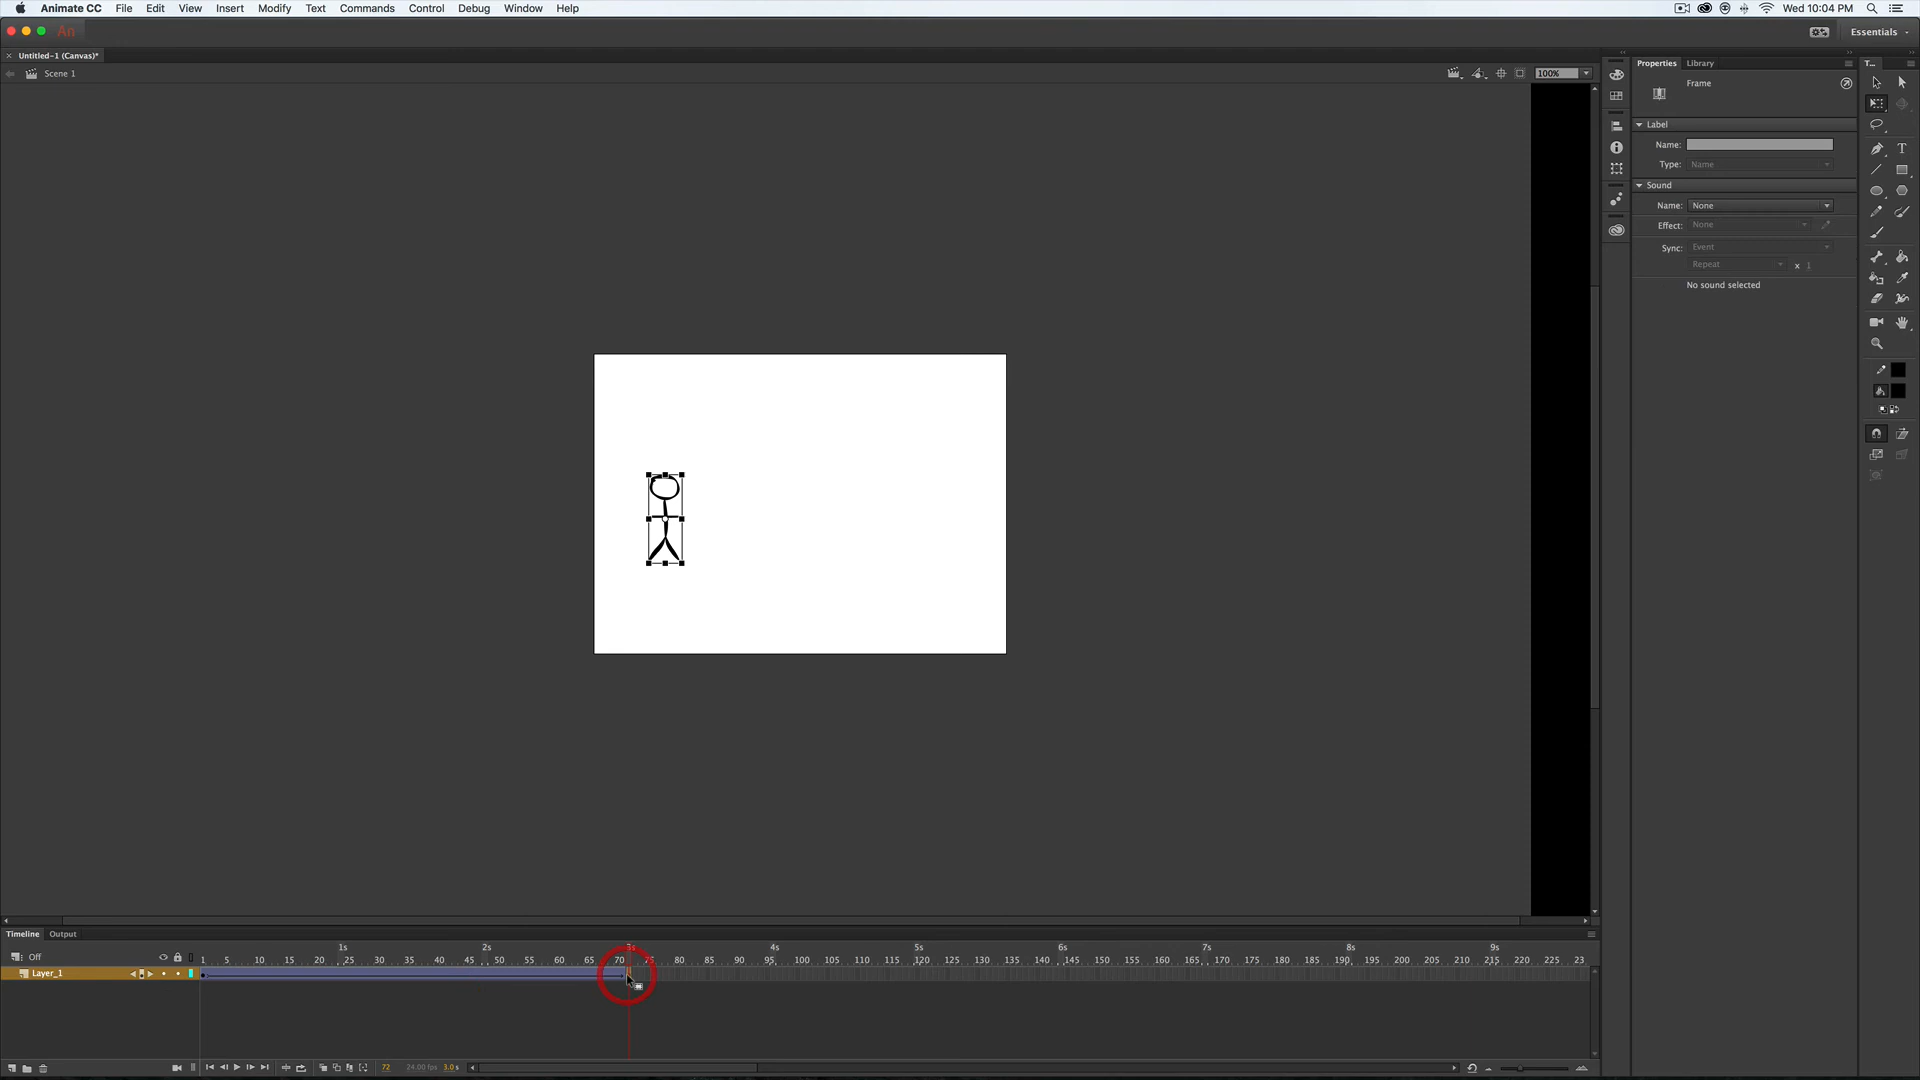 Animate CC File Edit View Insert Modify Text Commands Control Debug Window Help Wed 10:04 PM
An Essentials
Untitled-1 (Canvas)*
Scene 1 100%
Properties Library T...
Frame
Label
Name:
Type: Name
Sound
Name: None
Effect: None
Sync: Event
Repeat x 1
No sound selected
Timeline Output
1s 2s 3s 4s 5s 6s 7s 8s 9s
Off 1 5 10 15 20 25 30 35 40 45 50 55 60 65 70 75 80 85 90 95 100 105 110 115 120 125 130 135 140 145 150 155 160 165 170 175 180 185 190 195 200 205 210 215 220 225 23
Layer_1
72 24.00 fps 3.0 s